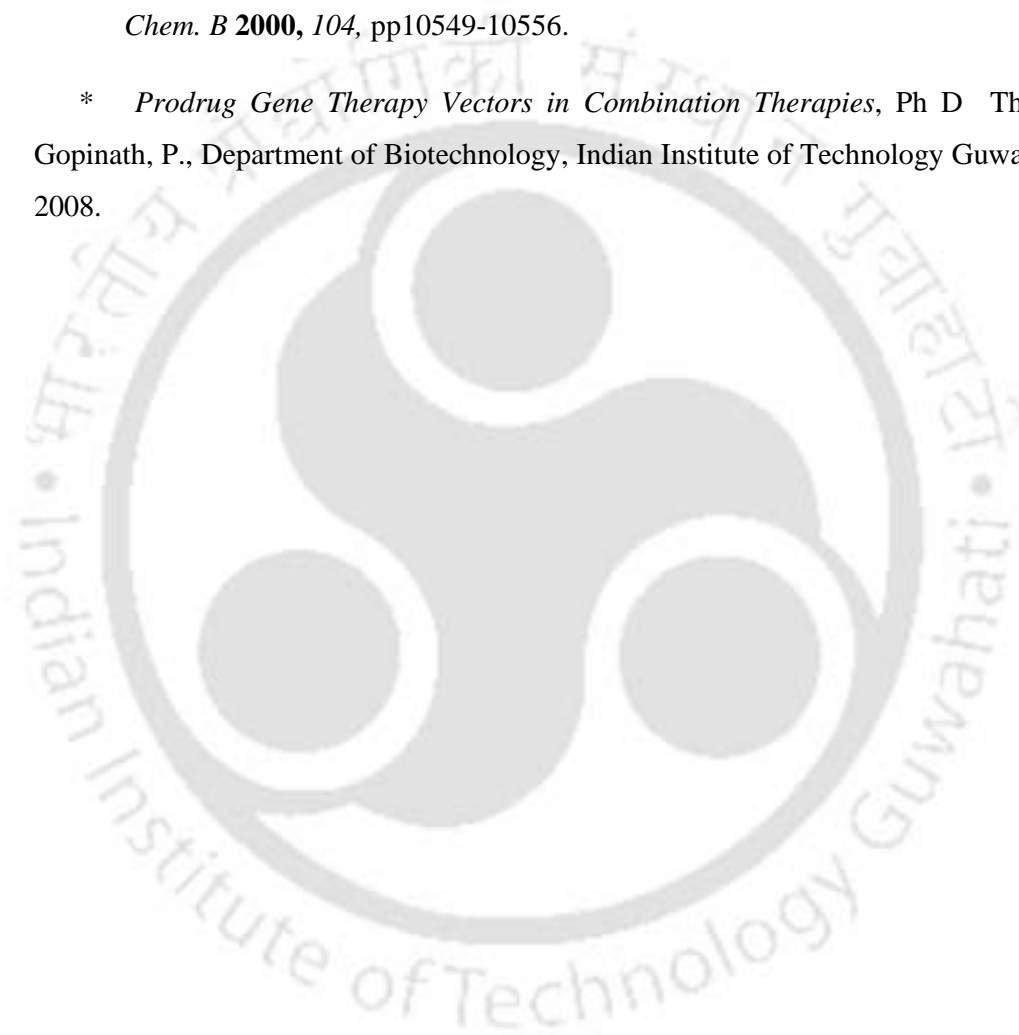 Chem. B 2000, 104, pp10549-10556.
* Prodrug Gene Therapy Vectors in Combination Therapies, Ph D Th
Gopinath, P., Department of Biotechnology, Indian Institute of Technology Guwa
2008.
Indian Institute of Technology Guwahati